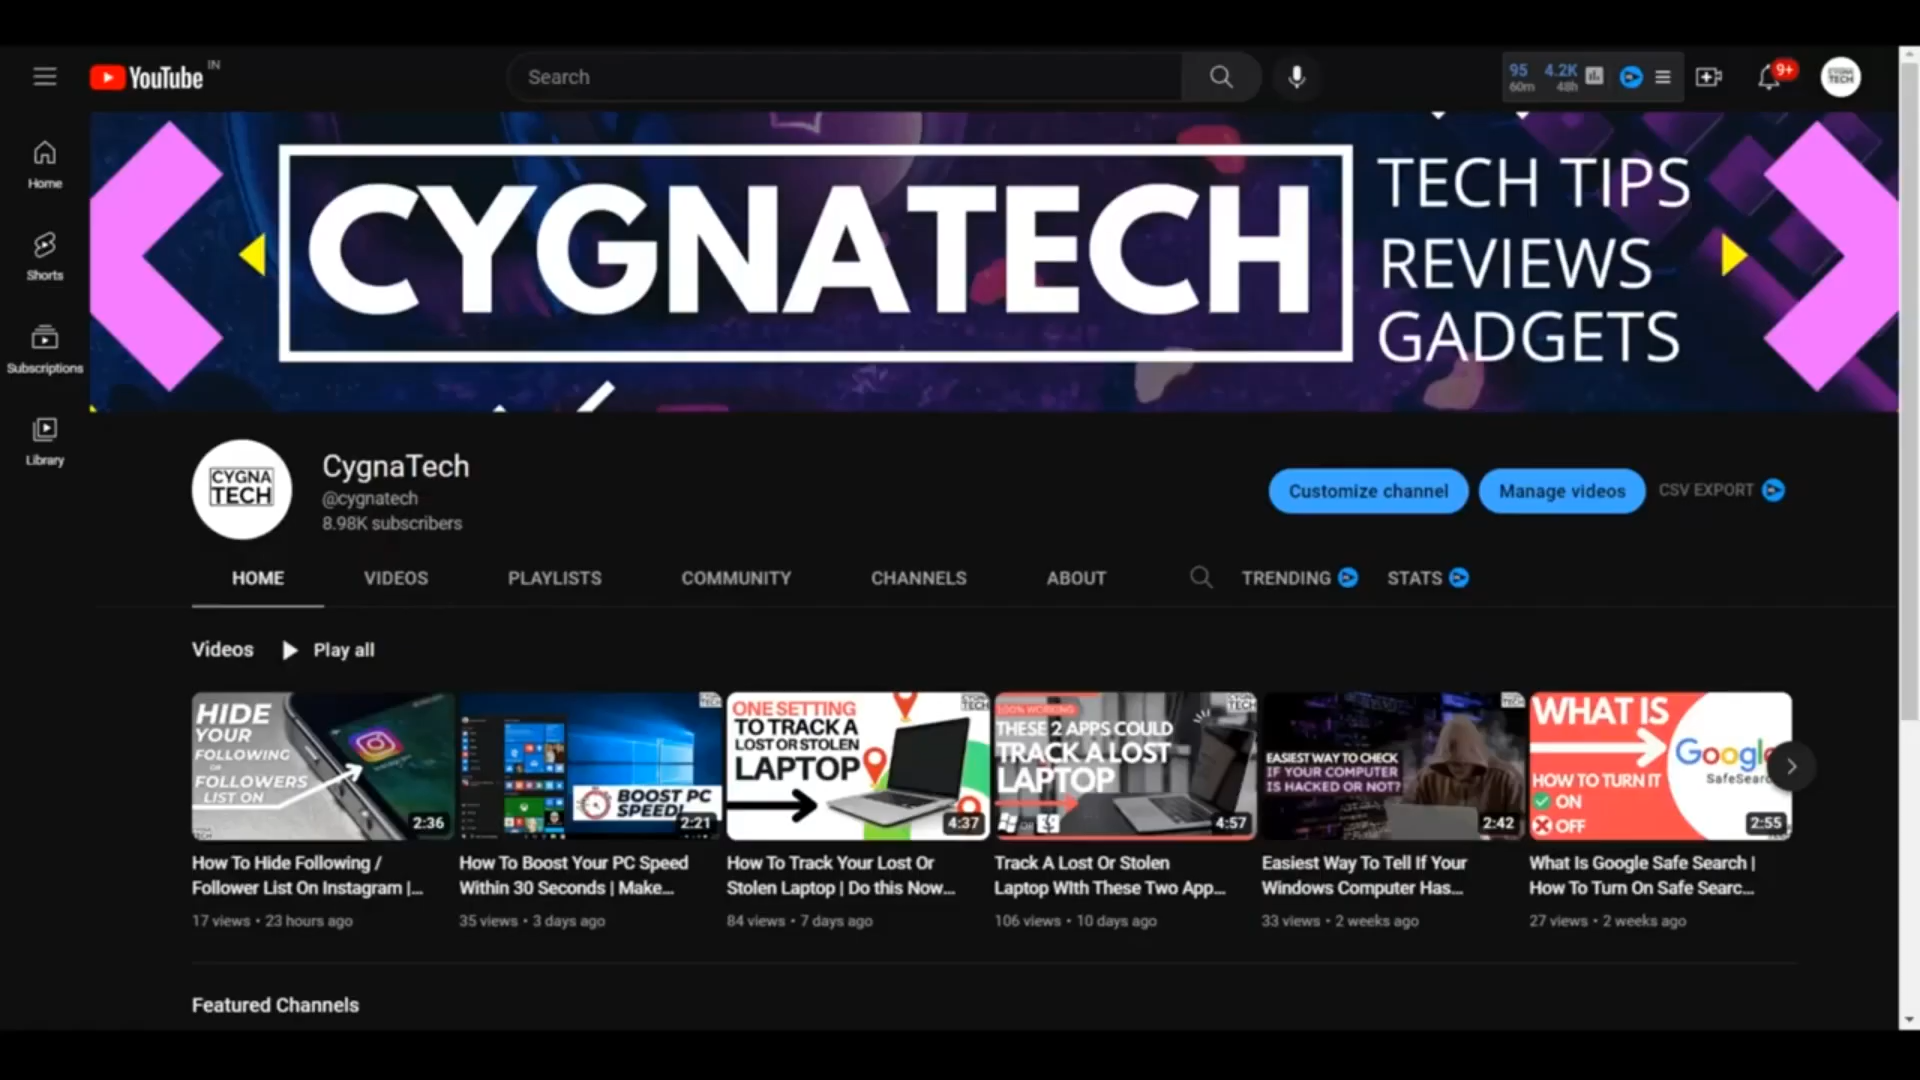 YouTube IN
Search
95 4.2K
60m 48h
9+
CYGNA
TECH
Home
Shorts
Subscriptions
Library
CYGNATECH
TECH TIPS
REVIEWS
GADGETS
CYGNA
TECH
CygnaTech
@cygnatech
8.98K subscribers
Customize channel
Manage videos
CSV EXPORT
HOME VIDEOS PLAYLISTS COMMUNITY CHANNELS ABOUT TRENDING STATS
Videos Play all
HIDE
YOUR
FOLLOWING
OR
FOLLOWERS
LIST ON
2:36
BOOST PC
SPEED!
2:21
ONE SETTING
TO TRACK A
LOST OR STOLEN
LAPTOP
4:37
100% WORKING
THESE 2 APPS COULD
TRACK A LOST
LAPTOP
OR
4:57
EASIEST WAY TO CHECK
IF YOUR COMPUTER
IS HACKED OR NOT?
2:42
WHAT IS
Google
SafeSearc
HOW TO TURN IT
ON
OFF
2:55
How To Hide Following /
Follower List On Instagram |...
17 views • 23 hours ago
How To Boost Your PC Speed
Within 30 Seconds | Make...
35 views • 3 days ago
How To Track Your Lost Or
Stolen Laptop | Do this Now...
84 views • 7 days ago
Track A Lost Or Stolen
Laptop WIth These Two App...
106 views • 10 days ago
Easiest Way To Tell If Your
Windows Computer Has...
33 views • 2 weeks ago
What Is Google Safe Search |
How To Turn On Safe Searc...
27 views • 2 weeks ago
Featured Channels